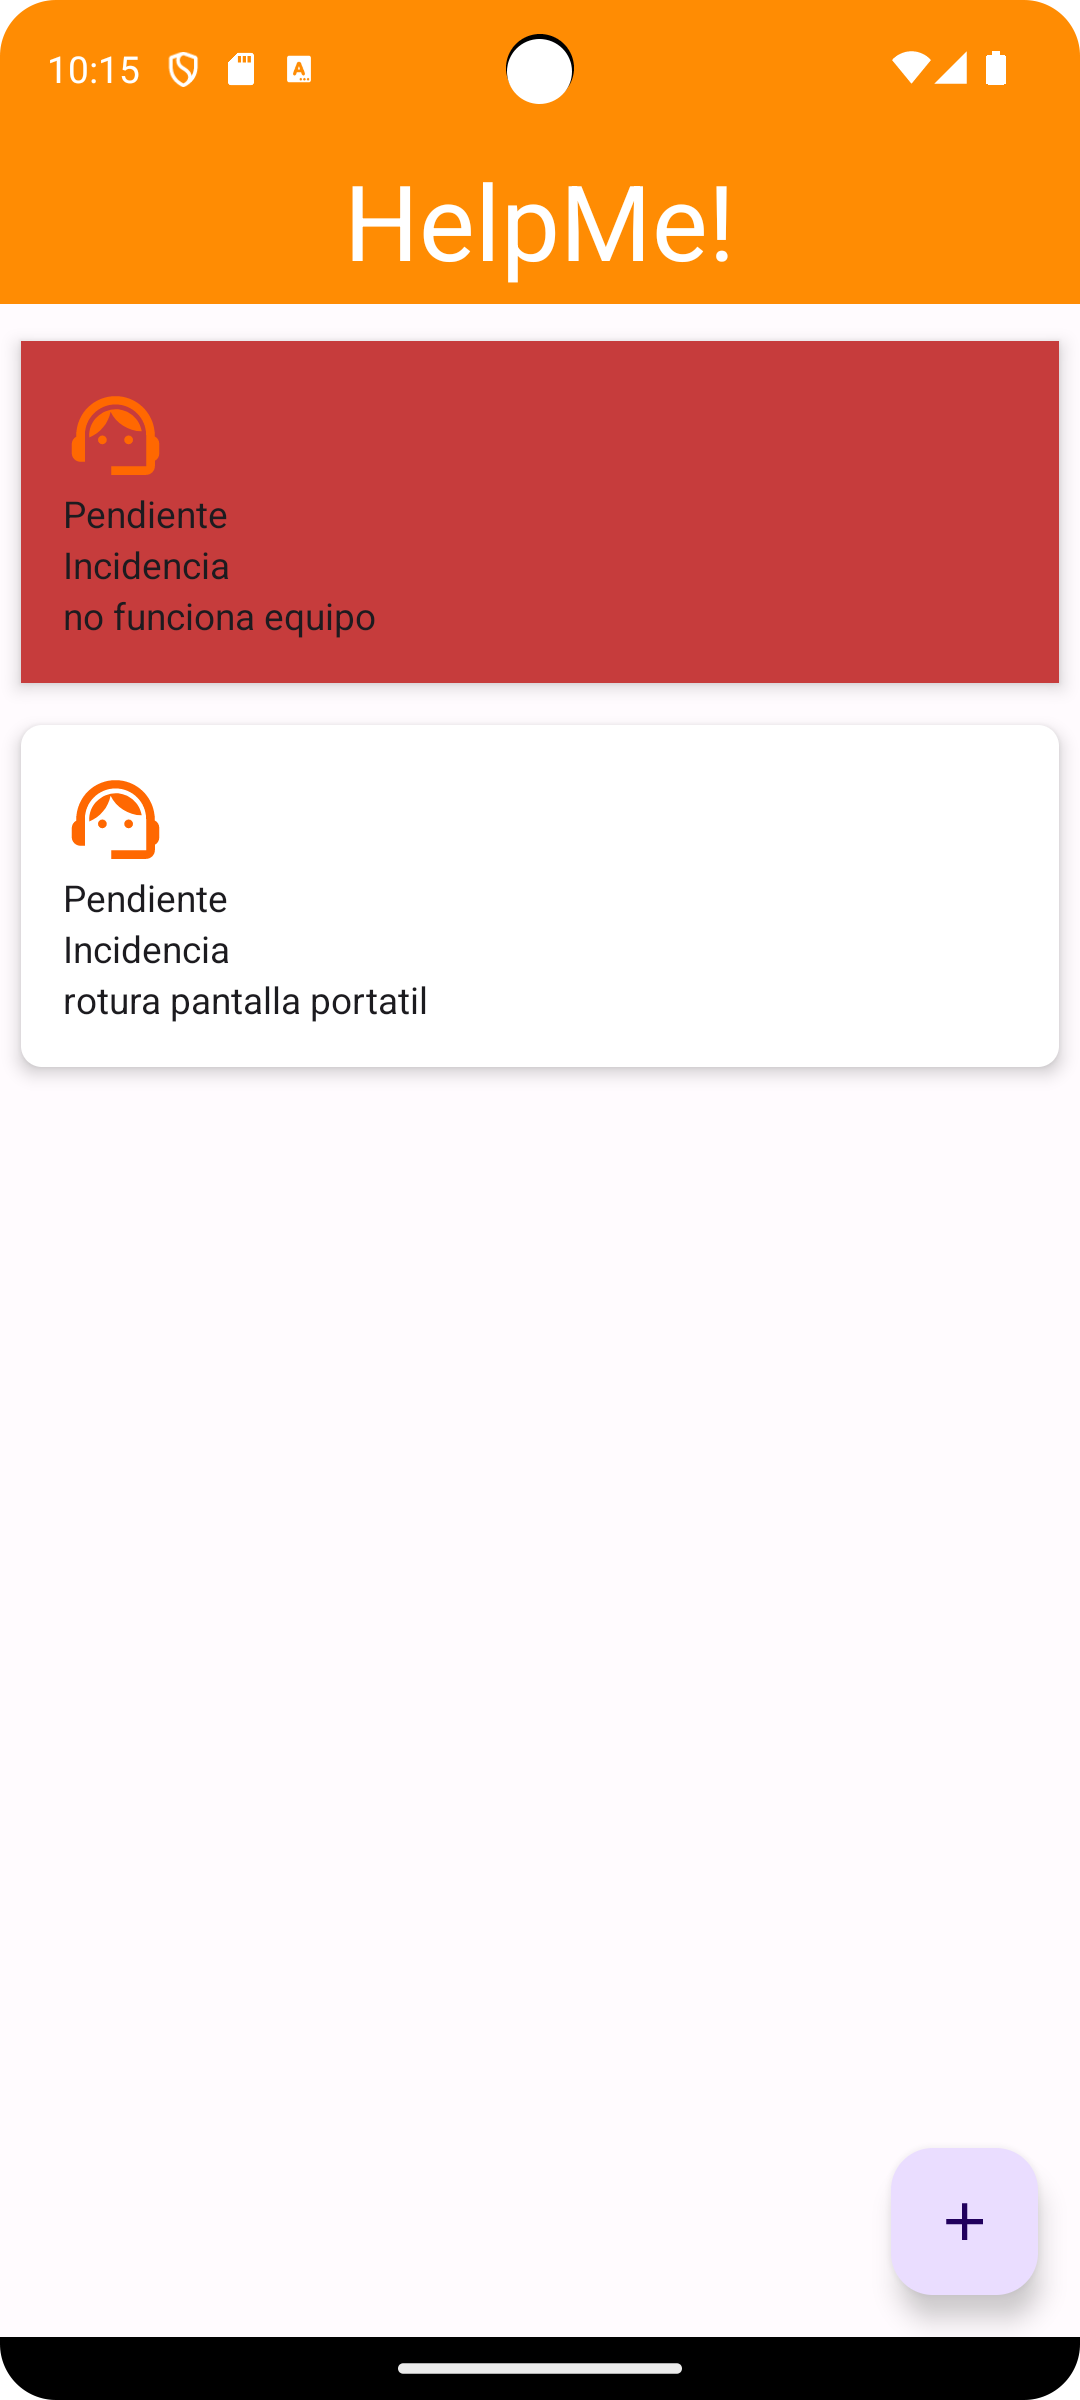 10:15
HelpMe!
Pendiente
Incidencia
no funciona equipo
Pendiente
Incidencia
rotura pantalla portatil